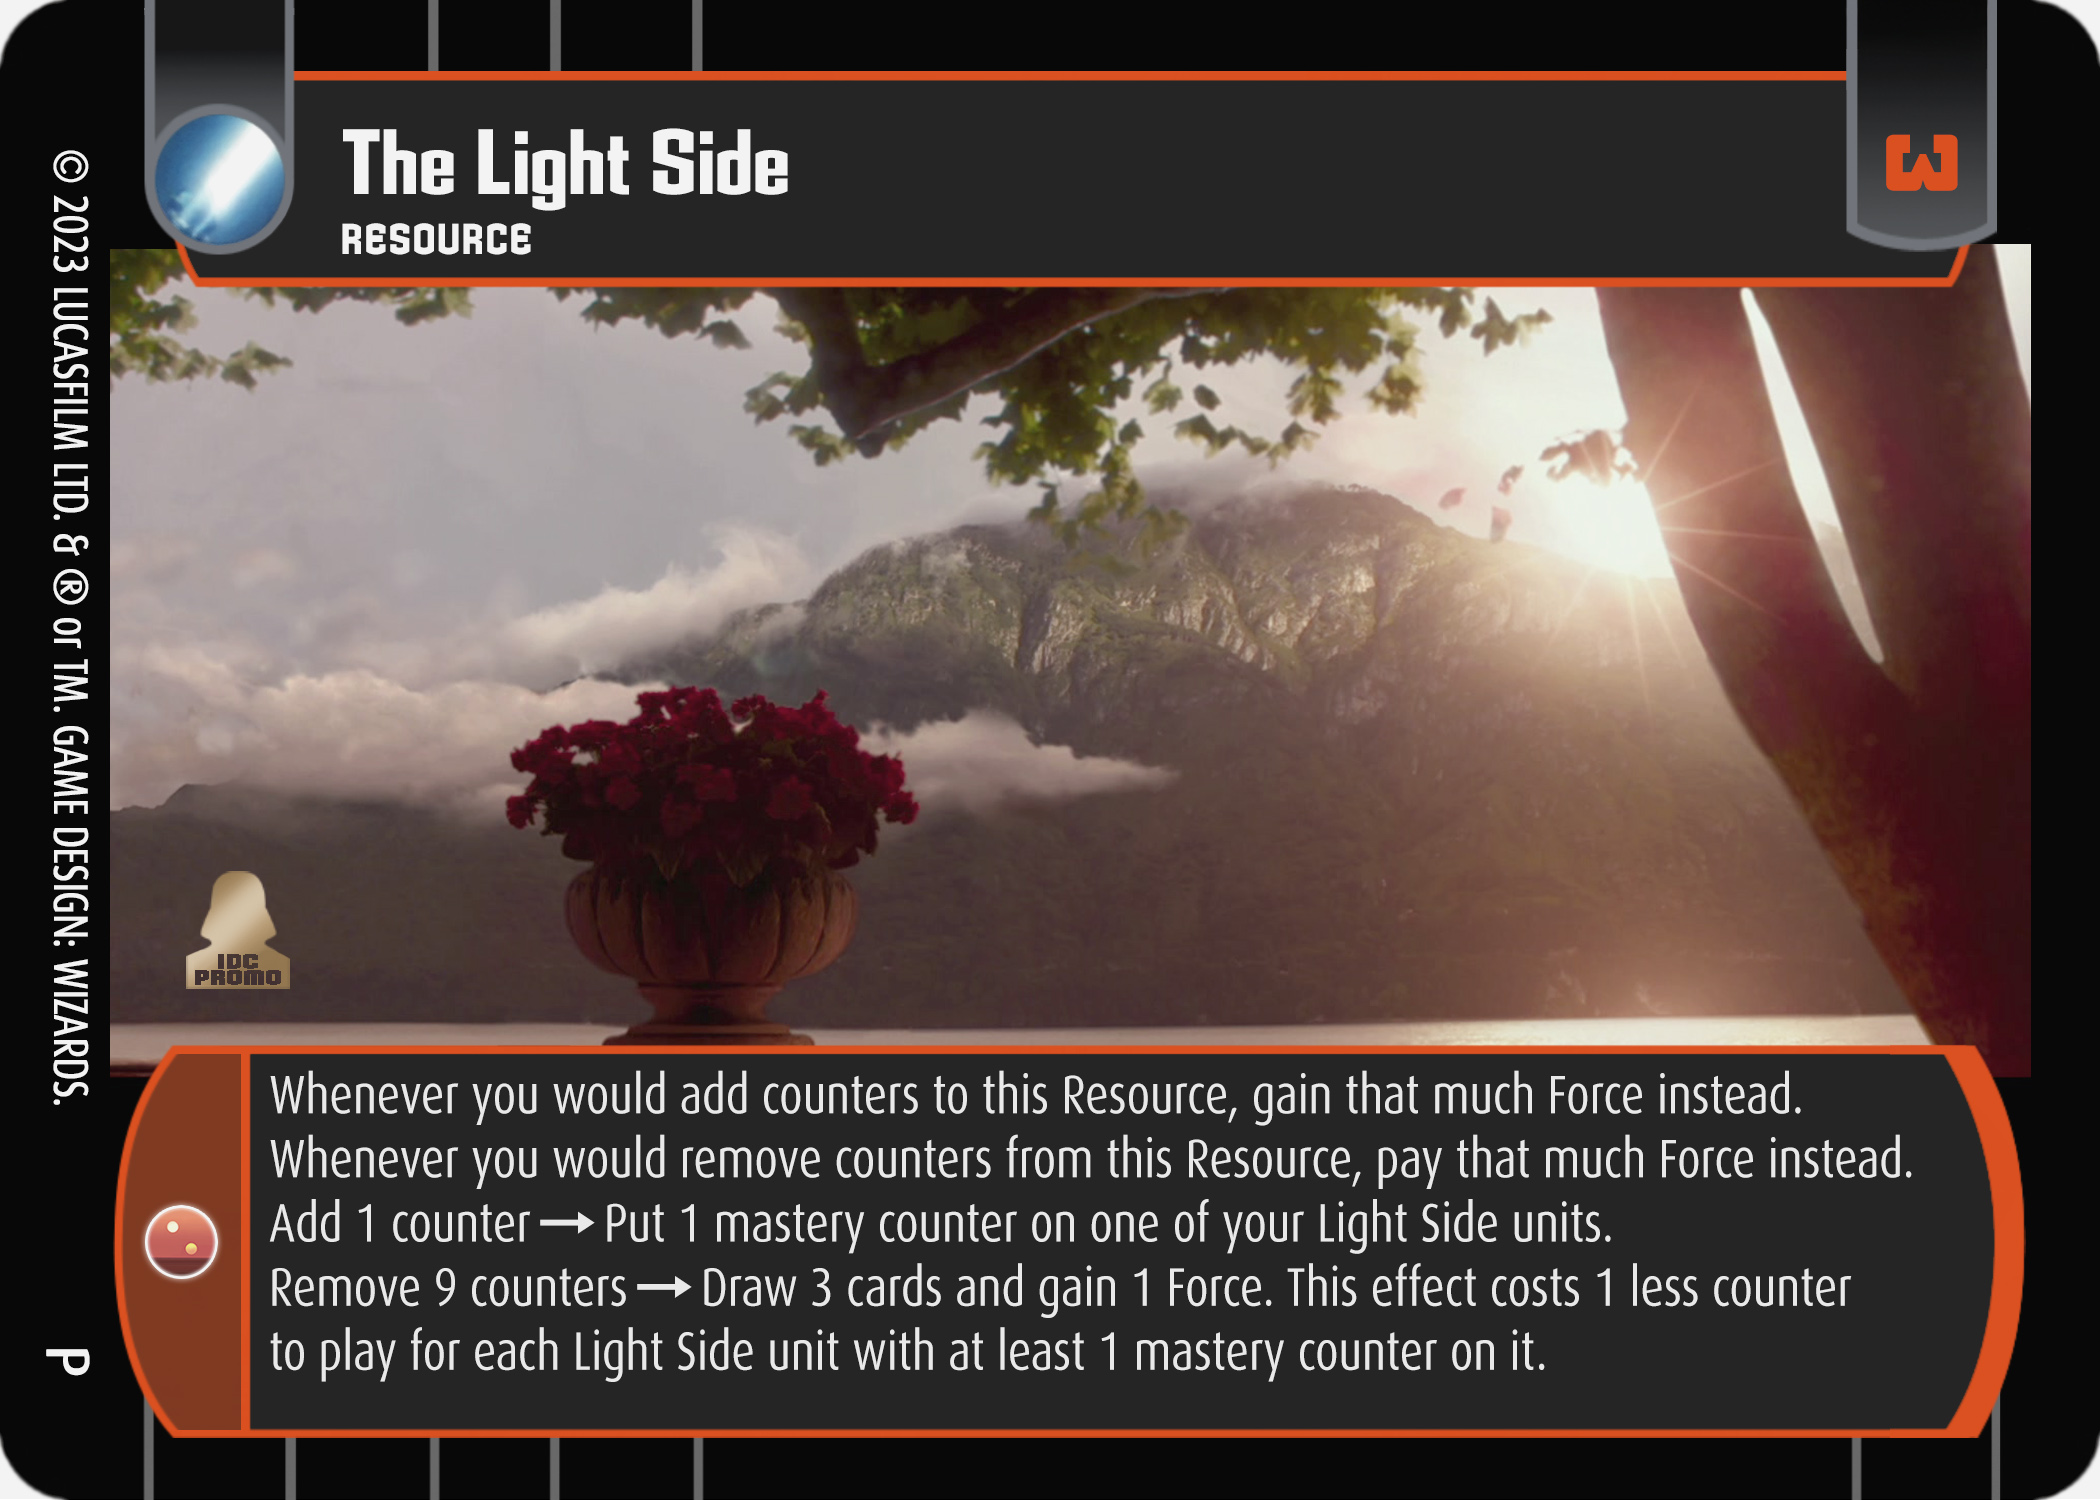 The Light Side
RESOURCE
© 2023 LUCASFILM LTD. & ® or TM. GAME DESIGN: WIZARDS.
P
IDC
PROMO
Whenever you would add counters to this Resource, gain that much Force instead.
Whenever you would remove counters from this Resource, pay that much Force instead.
Add 1 counter → Put 1 mastery counter on one of your Light Side units.
Remove 9 counters → Draw 3 cards and gain 1 Force. This effect costs 1 less counter
to play for each Light Side unit with at least 1 mastery counter on it.